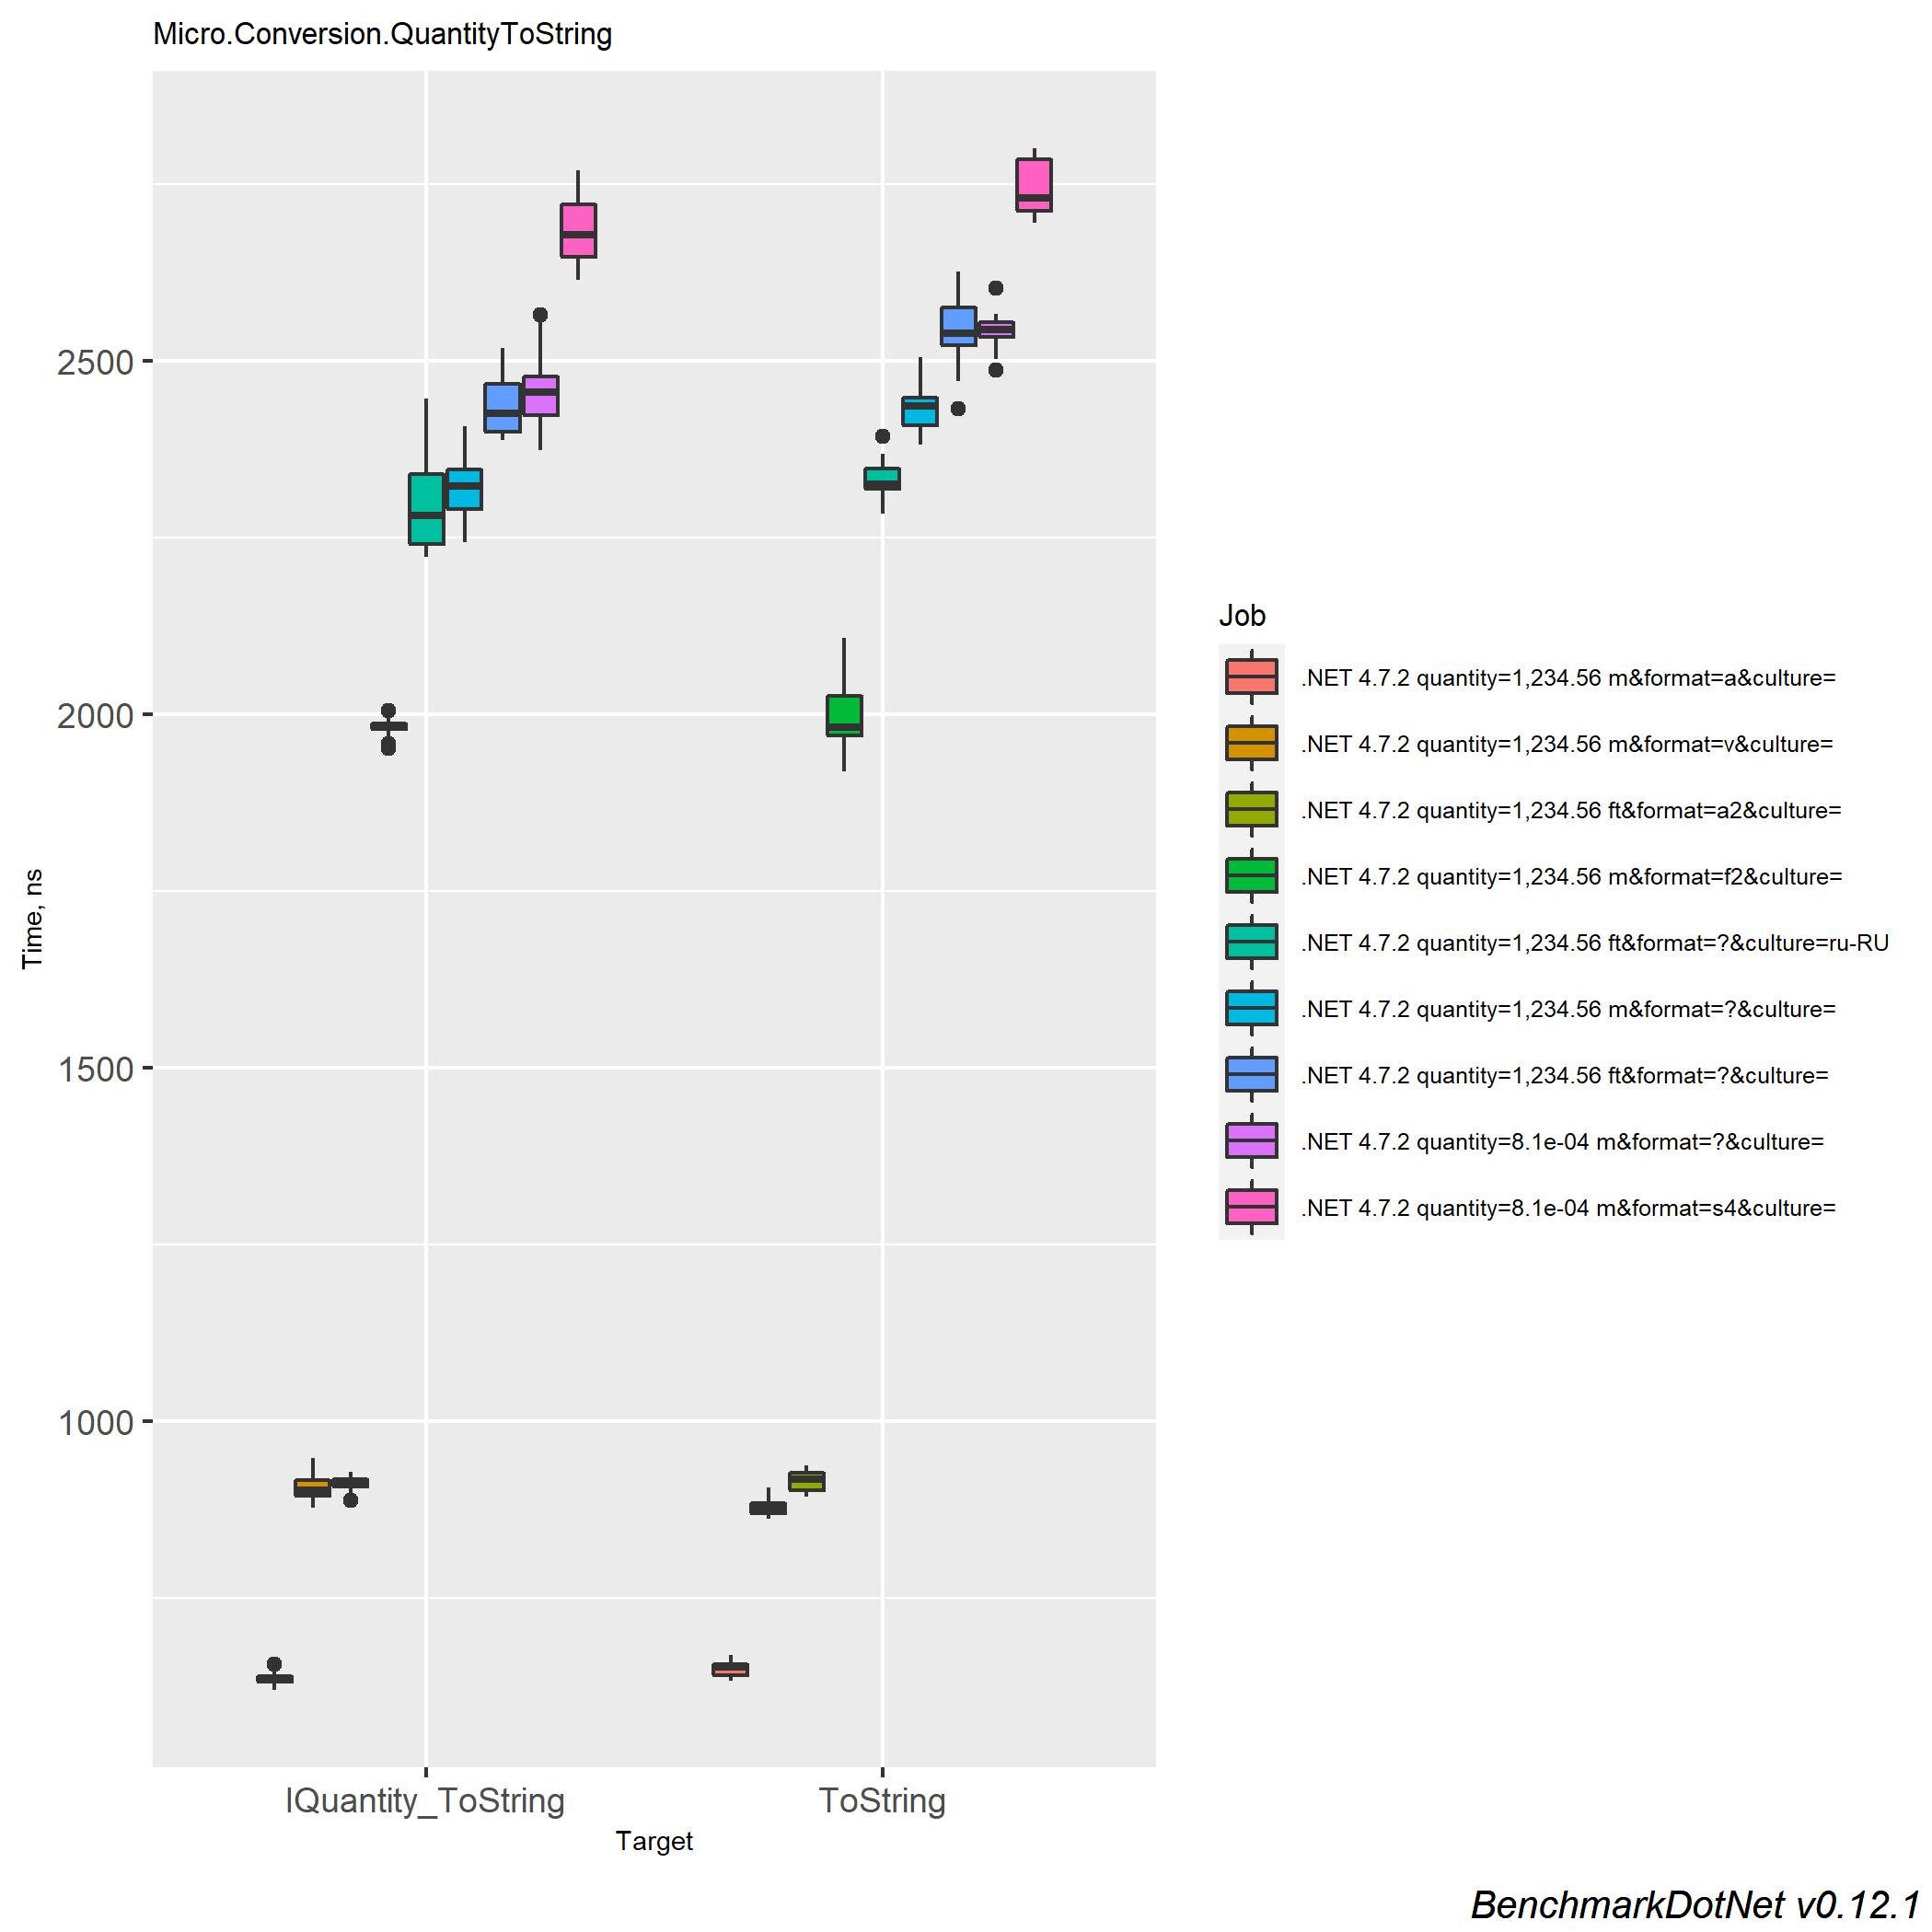 Micro.Conversion.QuantityToString
Time, ns
2500
2000
1500
1000
IQuantity_ToString
ToString
Target
Job
.NET 4.7.2 quantity=1,234.56 m&format=a&culture=
.NET 4.7.2 quantity=1,234.56 m&format=v&culture=
.NET 4.7.2 quantity=1,234.56 ft&format=a2&culture=
.NET 4.7.2 quantity=1,234.56 m&format=f2&culture=
.NET 4.7.2 quantity=1,234.56 ft&format=?&culture=ru-RU
.NET 4.7.2 quantity=1,234.56 m&format=?&culture=
.NET 4.7.2 quantity=1,234.56 ft&format=?&culture=
.NET 4.7.2 quantity=8.1e-04 m&format=?&culture=
.NET 4.7.2 quantity=8.1e-04 m&format=s4&culture=
BenchmarkDotNet v0.12.1